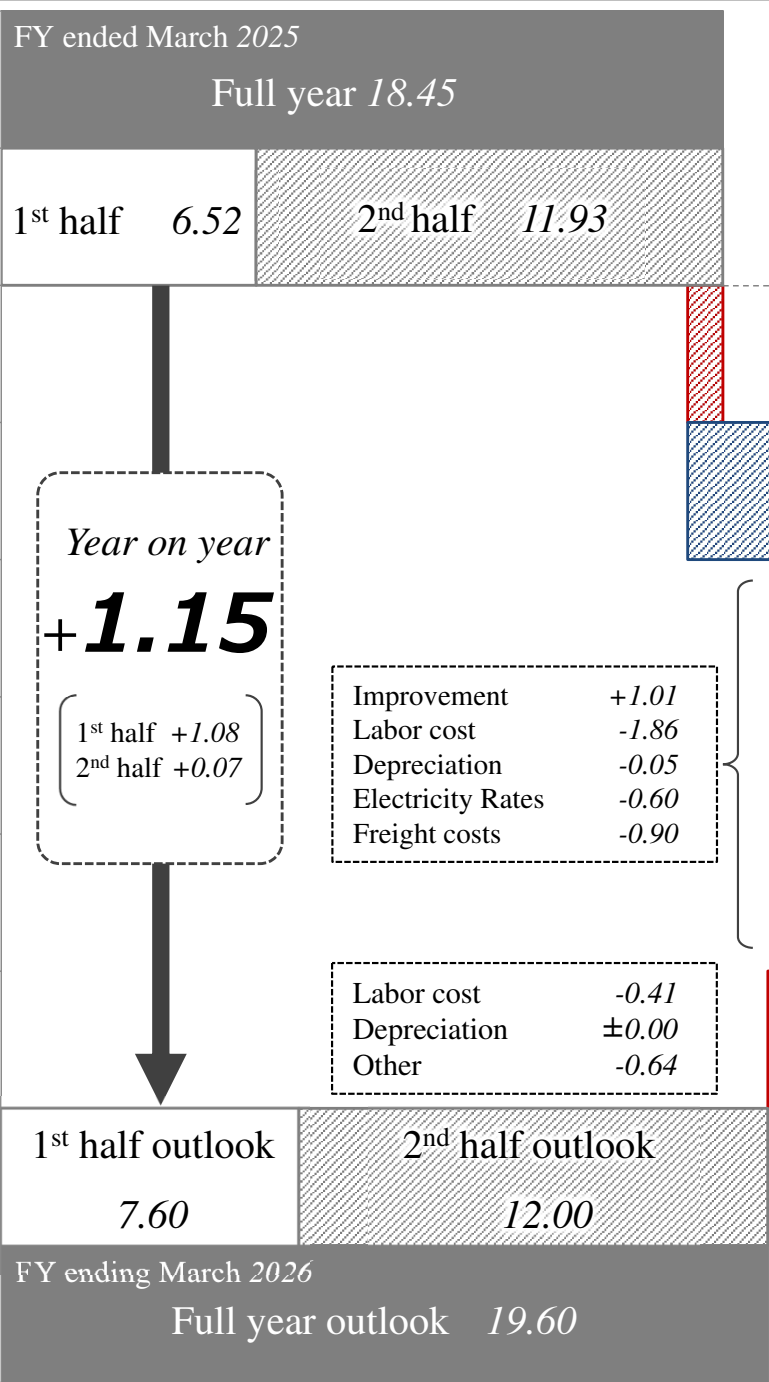 FY ended March 2025
Full year 18.45
1st half 6.52
2nd half 11.93
Year on year
+1.15
1st half +1.08
2nd half +0.07
Improvement +1.01
Labor cost -1.86
Depreciation -0.05
Electricity Rates -0.60
Freight costs -0.90
Labor cost -0.41
Depreciation ±0.00
Other -0.64
1st half outlook
7.60
2nd half outlook
12.00
FY ending March 2026
Full year outlook 19.60